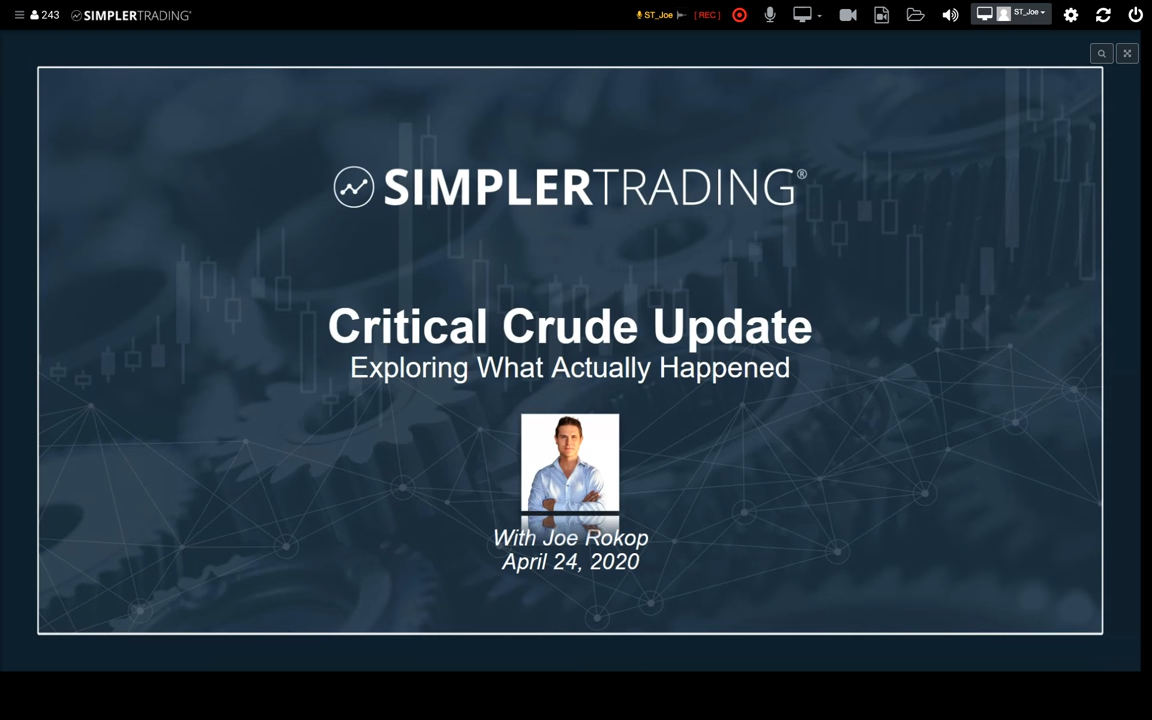 243 SIMPLERTRADING® ST_Joe [ REC ] ST_Joe
SIMPLERTRADING®
Critical Crude Update
Exploring What Actually Happened
With Joe Rokop
April 24, 2020